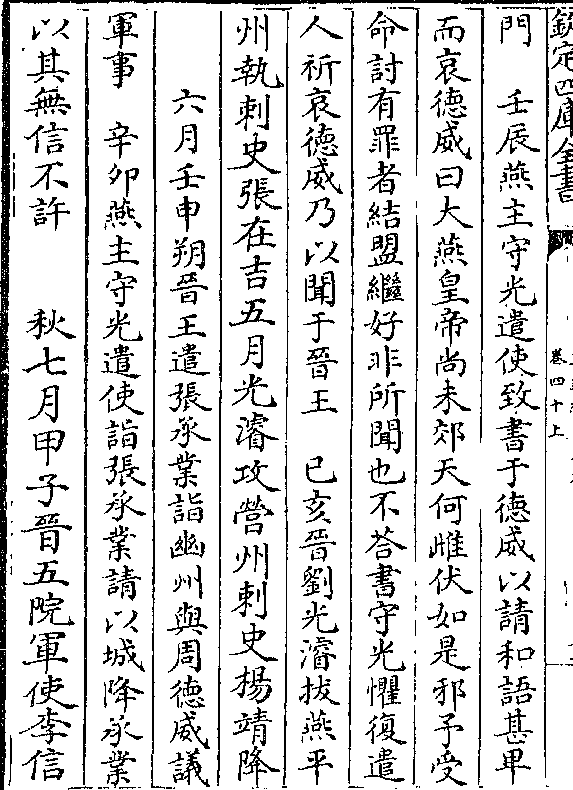 欽定四庫全書
卷四十上
門　壬辰燕主守光遣使致書于德威以請和語甚卑
而哀德威曰大燕皇帝尚未郊天何雌伏如是邪予受
命討有罪者結盟繼好非所聞也不荅書守光懼復遣
人祈哀德威乃以聞于晉王　己亥晉劉光濬拔燕平
州執刺史張在吉五月光濬攻營州刺史楊靖降
六月壬申朔晉王遣張承業詣幽州與周德威議
軍事　辛卯燕主守光遣使詣張承業請以城降承業
以其無信不許　秋七月甲子晉五院軍使李信